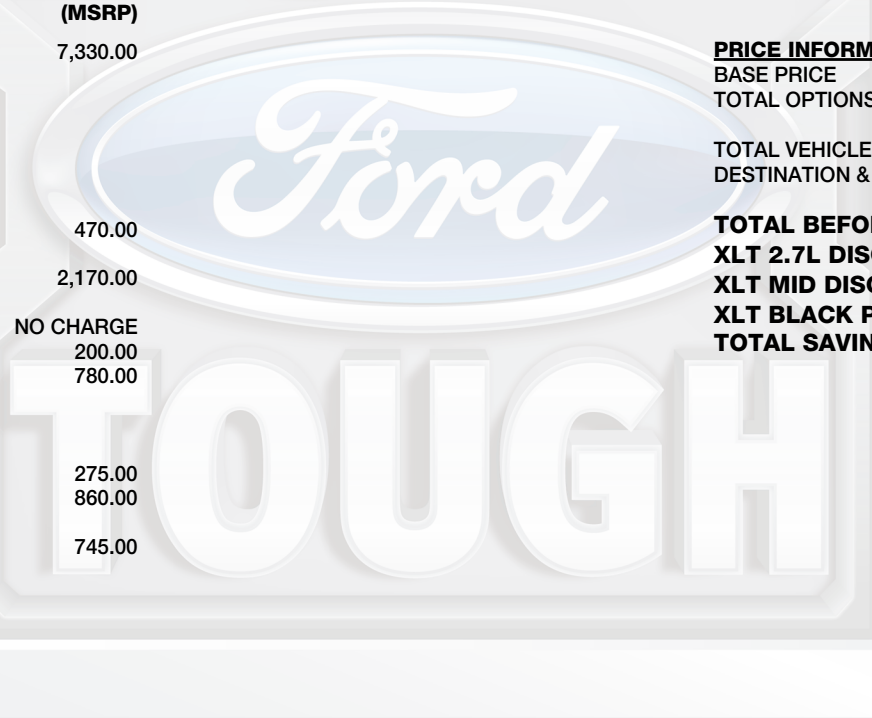 (MSRP)
7,330.00
470.00
2,170.00
NO CHARGE
200.00
780.00
275.00
860.00
745.00
PRICE INFORM
BASE PRICE
TOTAL OPTIONS
TOTAL VEHICLE
DESTINATION &
TOTAL BEFO
XLT 2.7L DIS
XLT MID DISC
XLT BLACK P
TOTAL SAVIN
Ford
TOUGH